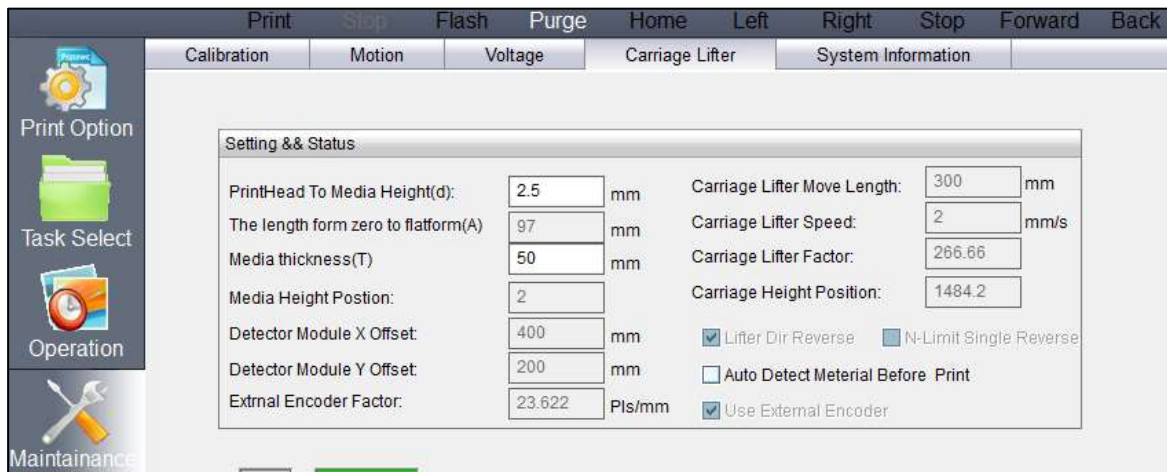 Print Stop Flash Purge Home Left Right Stop Forward Back
Calibration Motion Voltage Carriage Lifter System Information
Print Option
Task Select
Operation
Maintainance
Setting && Status
PrintHead To Media Height(d): 2.5 mm
The length form zero to flatform(A) 97 mm
Media thickness(T) 50 mm
Media Height Postion: 2
Detector Module X Offset: 400 mm
Detector Module Y Offset: 200 mm
Extrnal Encoder Factor: 23.622 Pls/mm
Carriage Lifter Move Length: 300 mm
Carriage Lifter Speed: 2 mm/s
Carriage Lifter Factor: 266.66
Carriage Height Position: 1484.2
Lifter Dir Reverse N-Limit Single Reverse
Auto Detect Meterial Before Print
Use External Encoder